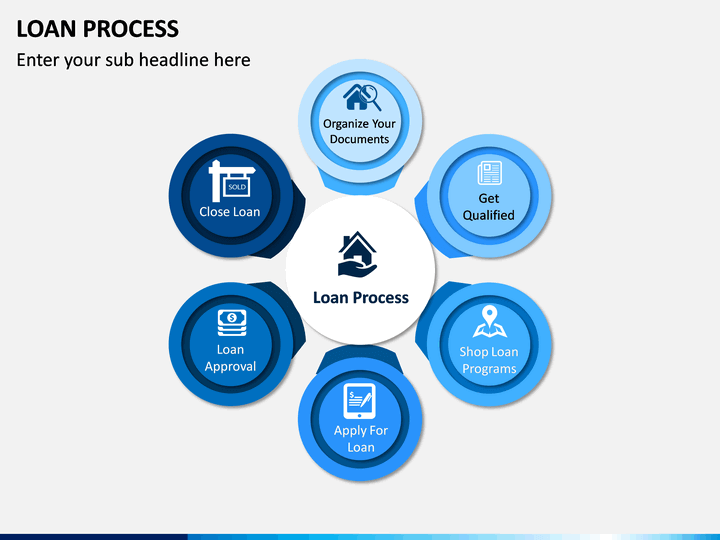 LOAN PROCESS
Enter your sub headline here
Organize Your
Documents
Get
Qualified
Shop Loan
Programs
Apply For
Loan
$
Loan
Approval
$
Close Loan
SOLD
Loan Process